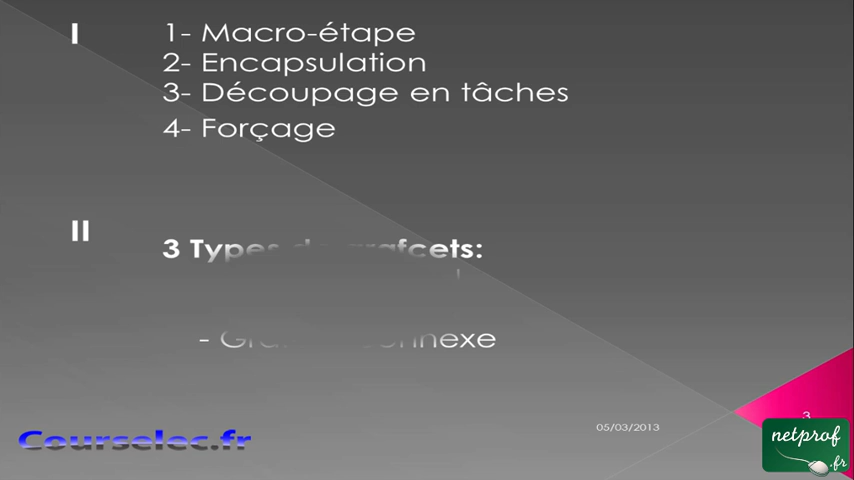 I
1- Macro-étape
2- Encapsulation
3- Découpage en tâches
4- Forçage
II
3 Types de grafcets:
- connexe
05/03/2013
3
Courselec.fr
netprof
.fr